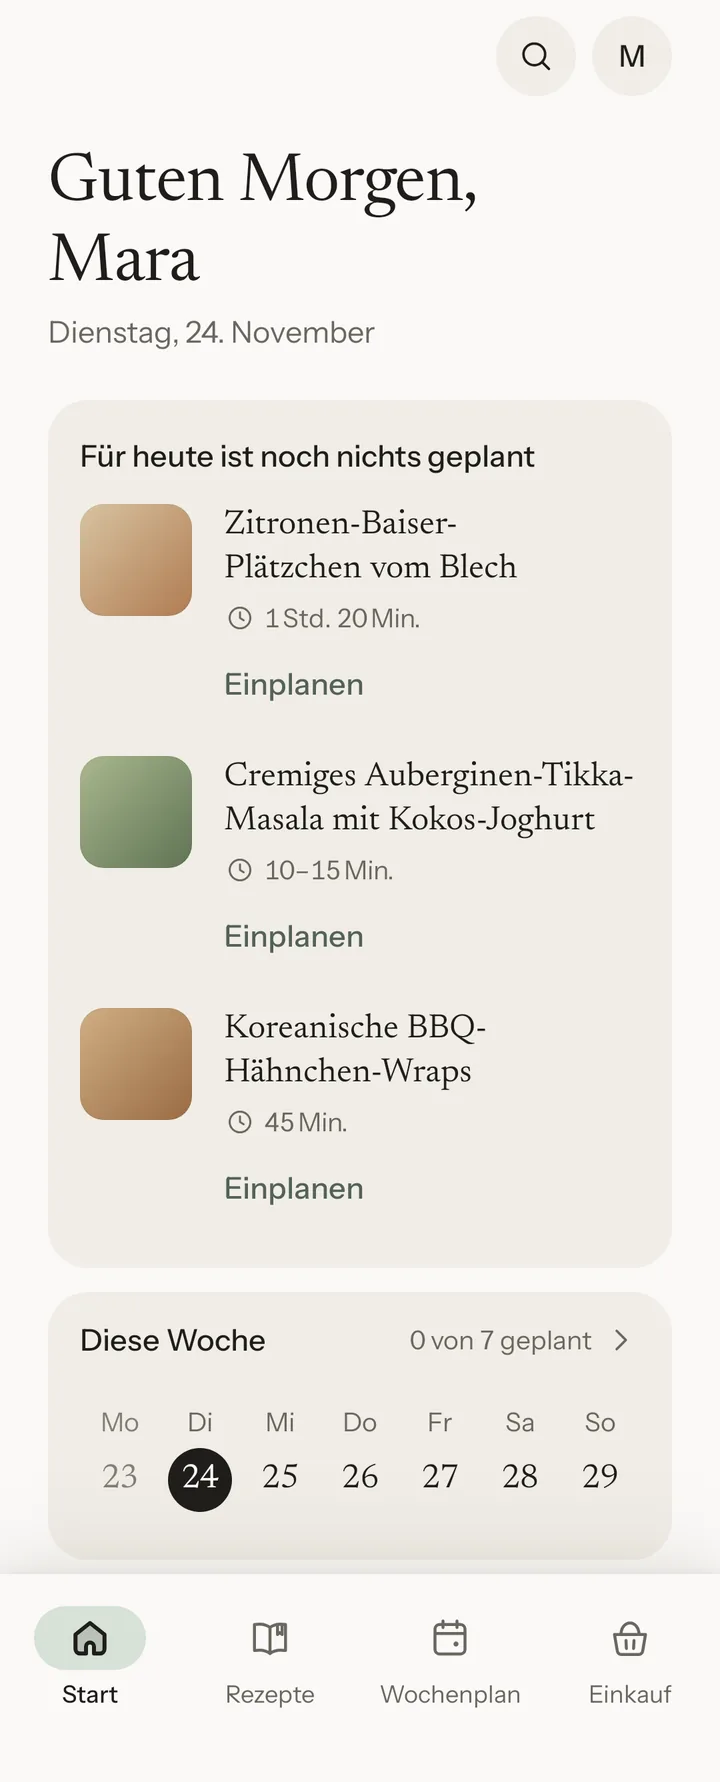 M
Guten Morgen,
Mara
Dienstag, 24. November
Für heute ist noch nichts geplant
Zitronen-Baiser-
Plätzchen vom Blech
1 Std. 20 Min.
Einplanen
Cremiges Auberginen-Tikka-
Masala mit Kokos-Joghurt
10–15 Min.
Einplanen
Koreanische BBQ-
Hähnchen-Wraps
45 Min.
Einplanen
Diese Woche 0 von 7 geplant
Mo Di Mi Do Fr Sa So
23 24 25 26 27 28 29
Start Rezepte Wochenplan Einkauf